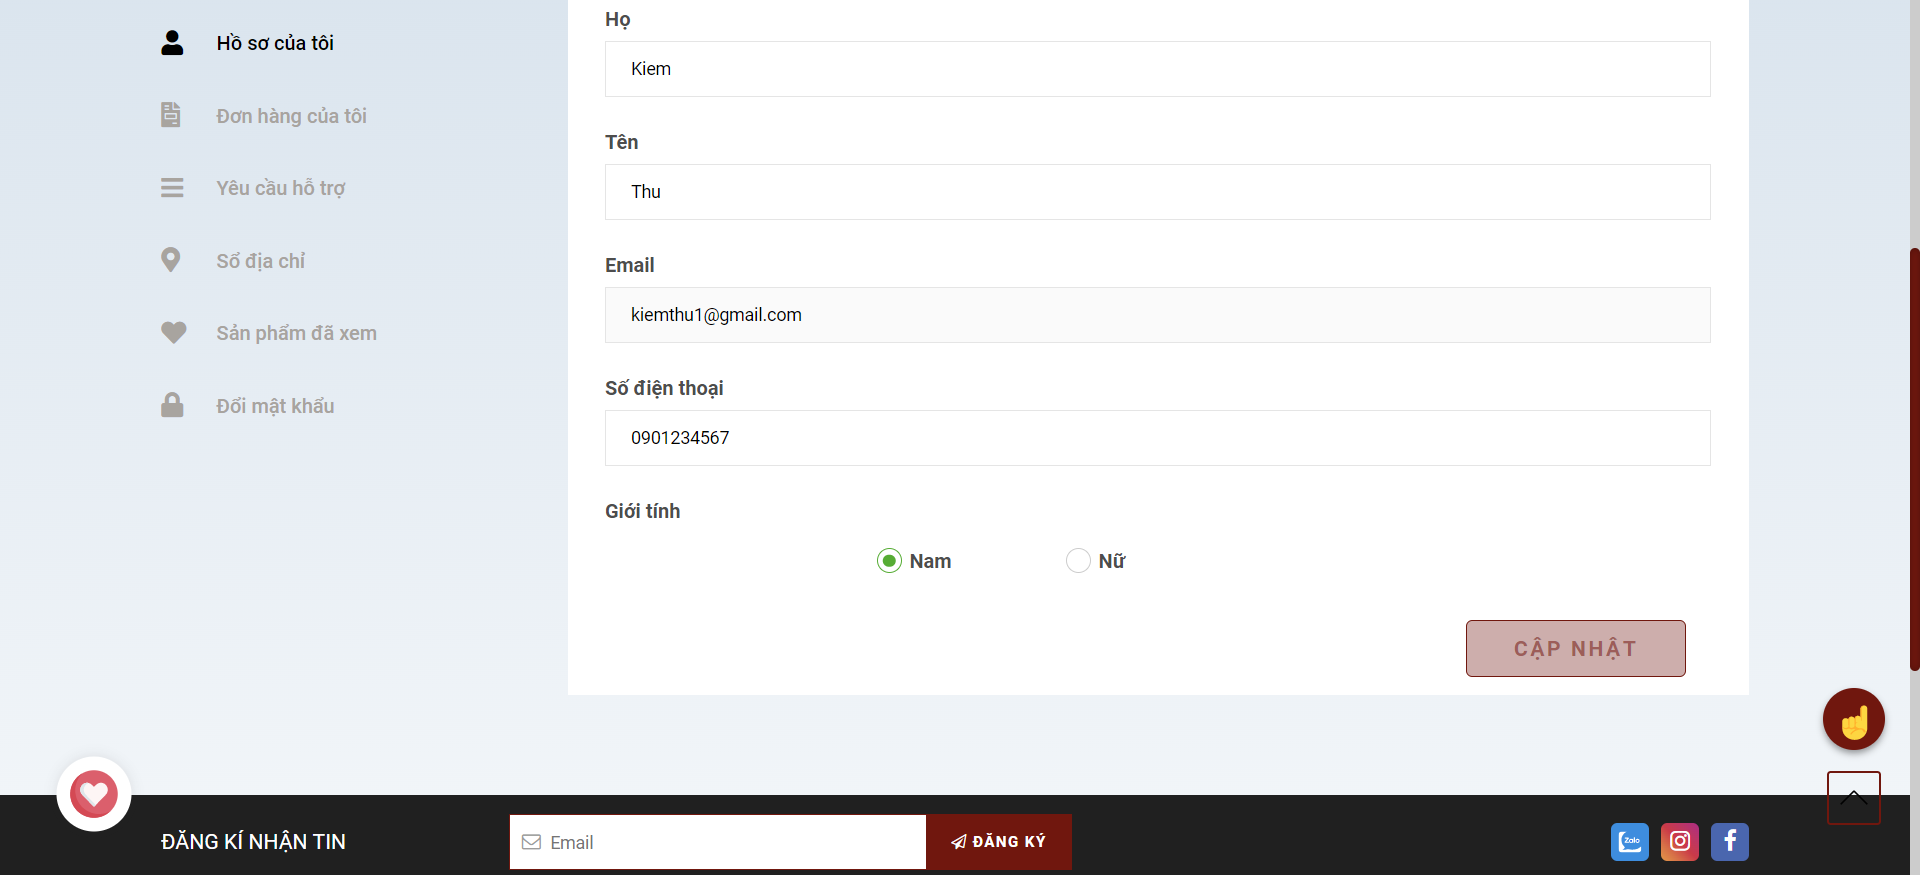 Hồ sơ của tôi
Đơn hàng của tôi
Yêu cầu hỗ trợ
Sổ địa chỉ
Sản phẩm đã xem
Đổi mật khẩu
Họ
Kiem
Tên
Thu
Email
kiemthu1@gmail.com
Số điện thoại
0901234567
Giới tính
Nam
Nữ
CẬP NHẬT
ĐĂNG KÍ NHẬN TIN
Email
ĐĂNG KÝ
Zalo